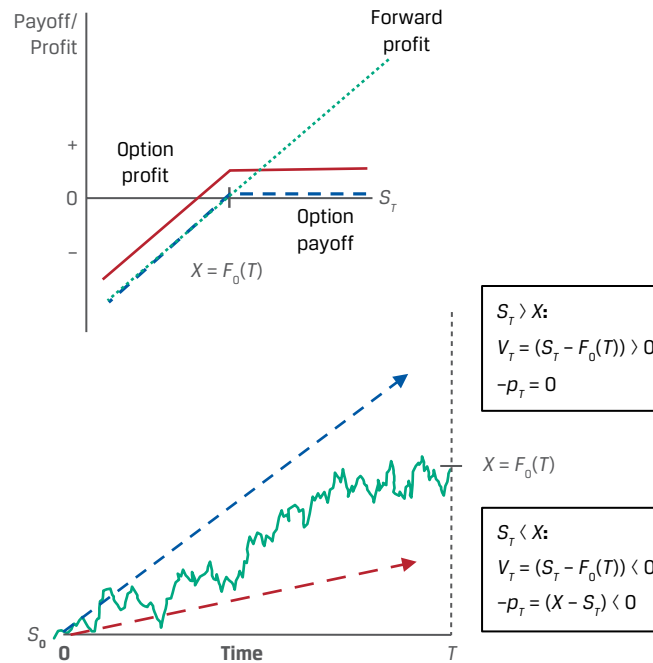 Payoff/
Profit
Forward
profit
+
Option
profit
0
S_T
Option
payoff
–
X = F_0(T)
S_T > X:
V_T = (S_T – F_0(T)) > 0
–p_T = 0
X = F_0(T)
S_T < X:
V_T = (S_T – F_0(T)) < 0
–p_T = (X – S_T) < 0
S_0
0
Time
T